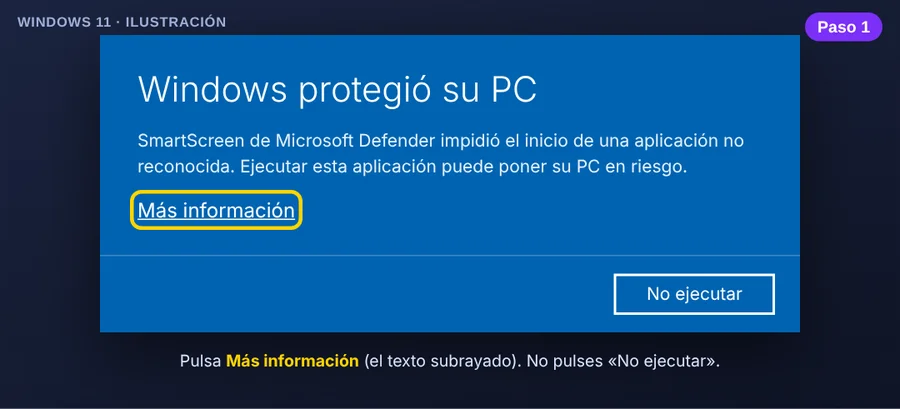 WINDOWS 11 · ILUSTRACIÓN
Paso 1
Windows protegió su PC
SmartScreen de Microsoft Defender impidió el inicio de una aplicación no
reconocida. Ejecutar esta aplicación puede poner su PC en riesgo.
Más información
No ejecutar
Pulsa Más información (el texto subrayado). No pulses «No ejecutar».